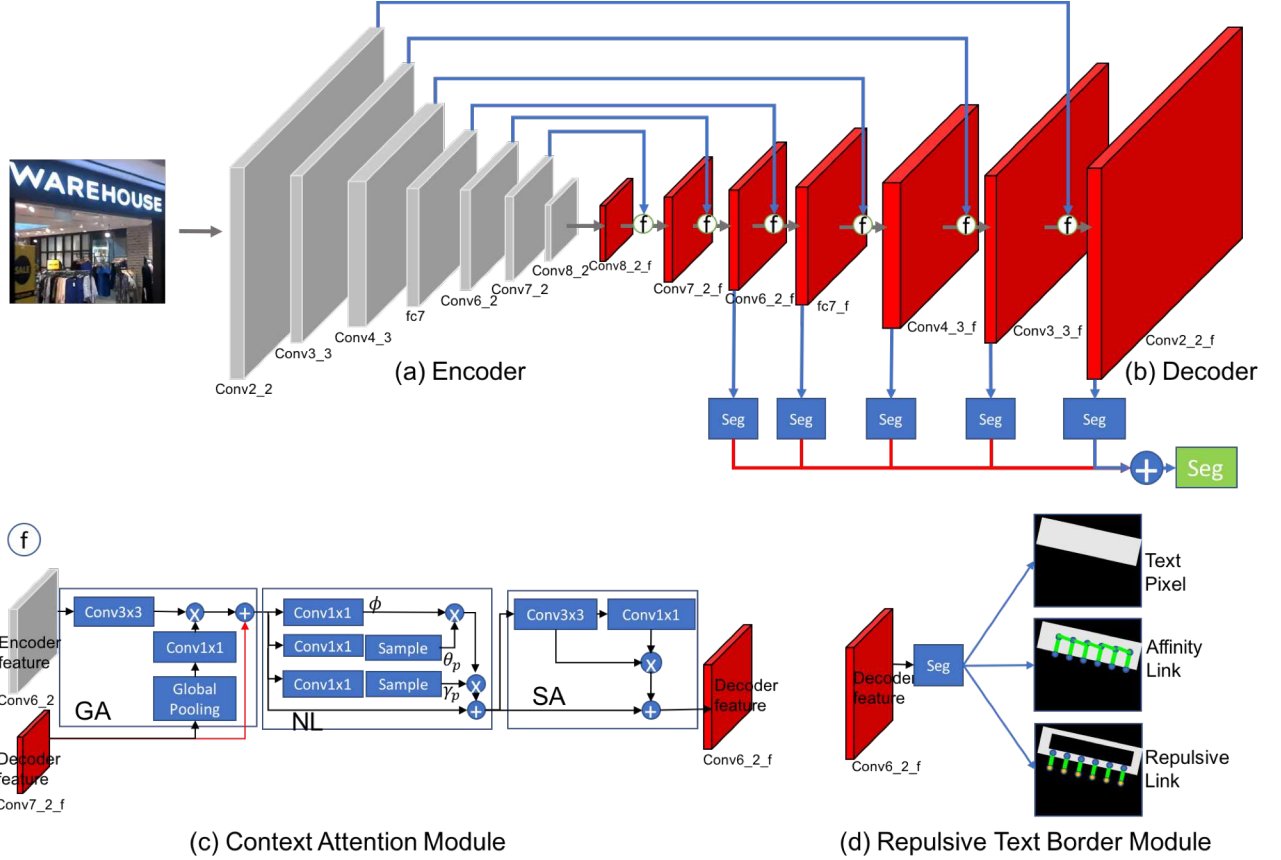 WAREHOUSE
SALE
f
f
f
f
f
f
Conv2_2
Conv3_3
Conv4_3
fc7
Conv6_2
Conv7_2
Conv8_2
Conv8_2_f
Conv7_2_f
Conv6_2_f
fc7_f
Conv4_3_f
Conv3_3_f
Conv2_2_f
(a) Encoder
(b) Decoder
Seg
Seg
Seg
Seg
Seg
+
Seg
f
Encoder
feature
Conv6_2
Decoder
feature
Conv7_2_f
Conv3x3
x
+
Conv1x1
Global
Pooling
GA
Conv1x1
ϕ
x
Conv1x1
Sample
θp
Conv1x1
Sample
γp
x
+
NL
Conv3x3
Conv1x1
x
+
SA
Decoder
feature
Conv6_2_f
(c) Context Attention Module
Decoder
feature
Conv6_2_f
Seg
Text
Pixel
Affinity
Link
Repulsive
Link
(d) Repulsive Text Border Module